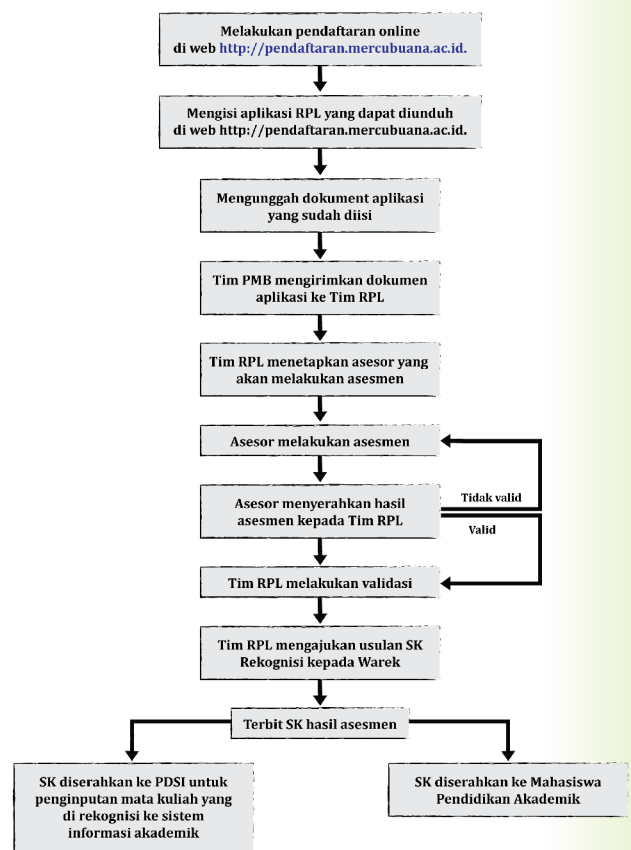 Melakukan pendaftaran online
di web http://pendaftaran.mercubuana.ac.id.
Mengisi aplikasi RPL yang dapat diunduh
di web http://pendaftaran.mercubuana.ac.id.
Mengunggah dokument aplikasi
yang sudah diisi
Tim PMB mengirimkan dokumen
aplikasi ke Tim RPL
Tim RPL menetapkan asesor yang
akan melakukan asesmen
Asesor melakukan asesmen
Asesor menyerahkan hasil
asesmen kepada Tim RPL
Tidak valid
Valid
Tim RPL melakukan validasi
Tim RPL mengajukan usulan SK
Rekognisi kepada Warek
Terbit SK hasil asesmen
SK diserahkan ke PDSI untuk
penginputan mata kuliah yang
di rekognisi ke sistem
informasi akademik
SK diserahkan ke Mahasiswa
Pendidikan Akademik